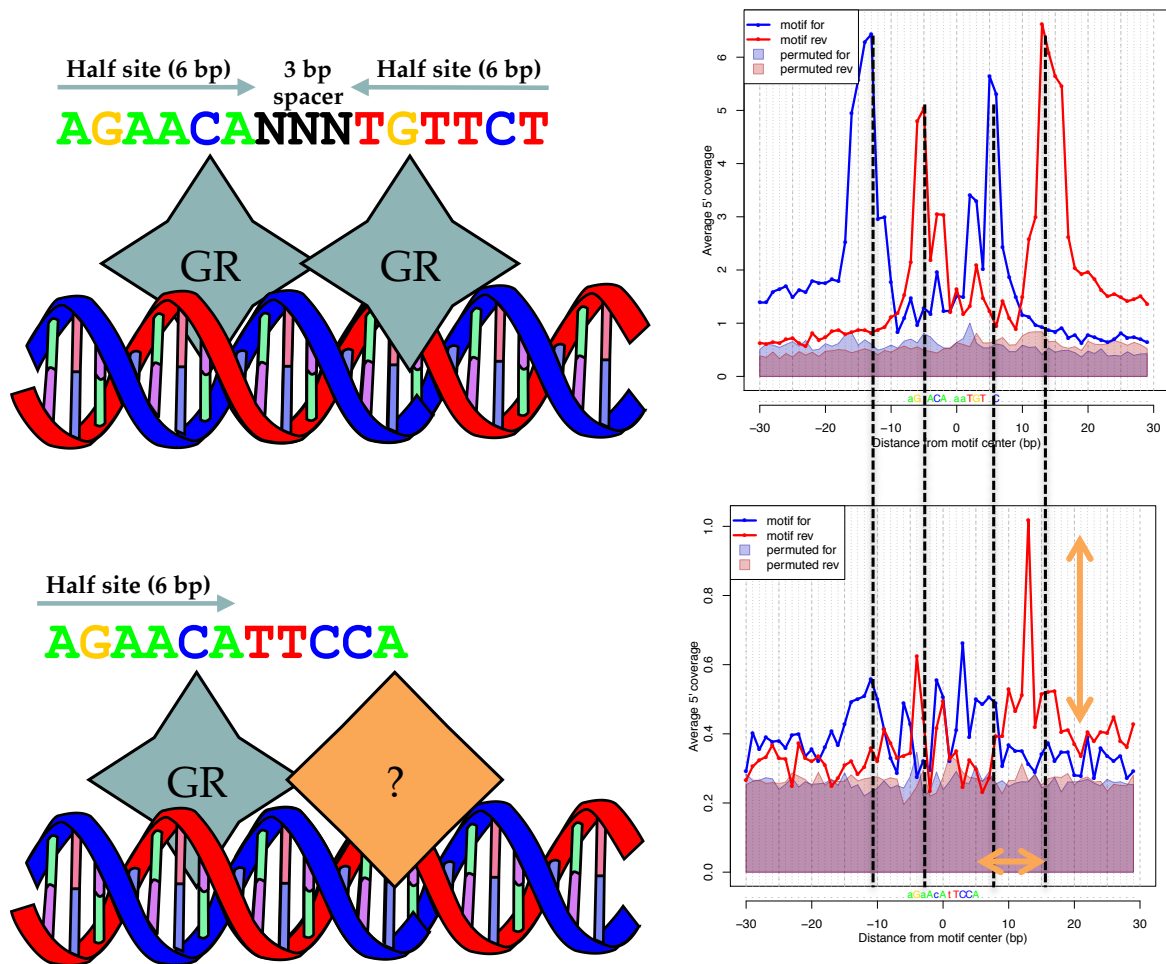 Half site (6 bp)
3 bp
spacer
Half site (6 bp)
AGAACANNNTGTTCT
GR
GR
motif for
motif rev
permuted for
permuted rev
Average 5' coverage
0
1
2
3
4
5
6
aG ACA . aaTGT C
−30 −20 −10 0 10 20 30
Distance from motif center (bp)
Half site (6 bp)
AGAACATTCCA
GR
?
motif for
motif rev
permuted for
permuted rev
Average 5' coverage
0.0
0.2
0.4
0.6
0.8
1.0
aGaAcAtTCCA
−30 −20 −10 0 10 20 30
Distance from motif center (bp)